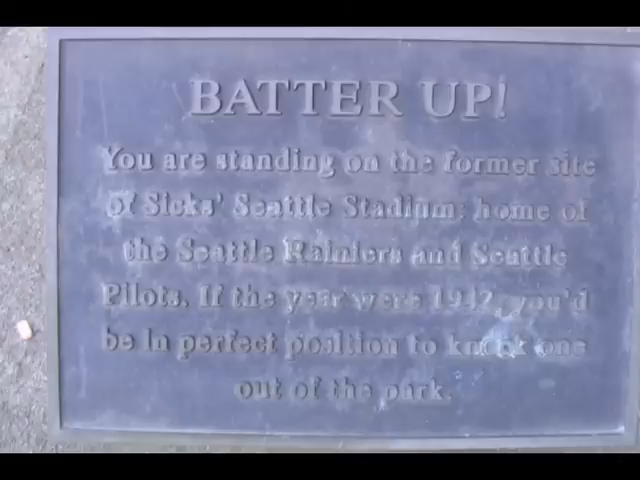 BATTER UP!
You are standing on the former site
of Sicks' Seattle Stadium: home of
the Seattle Rainiers and Seattle
Pilots. If the year were 1942, you'd
be in perfect position to knock one
out of the park.